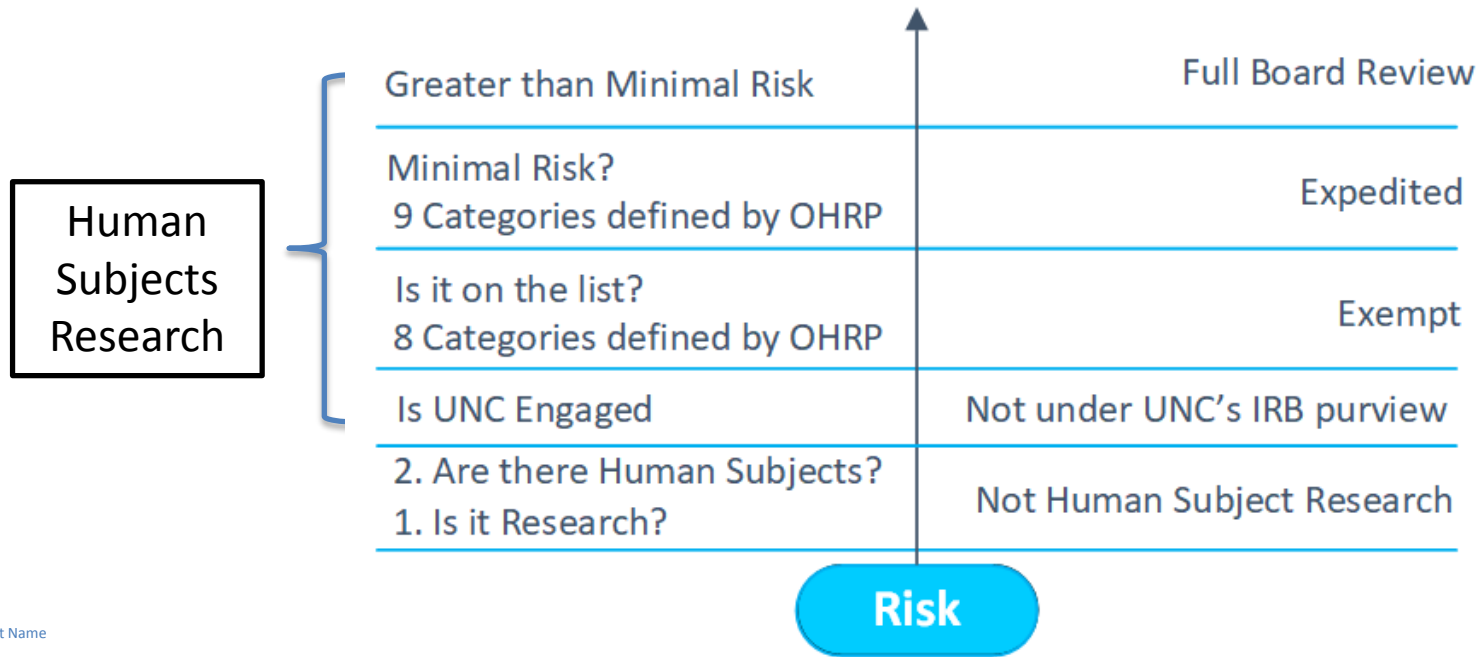 Greater than Minimal Risk
Full Board Review
Minimal Risk?
9 Categories defined by OHRP
Expedited
Human
Subjects
Research
Is it on the list?
8 Categories defined by OHRP
Exempt
Is UNC Engaged
Not under UNC’s IRB purview
2. Are there Human Subjects?
1. Is it Research?
Not Human Subject Research
Risk
t Name